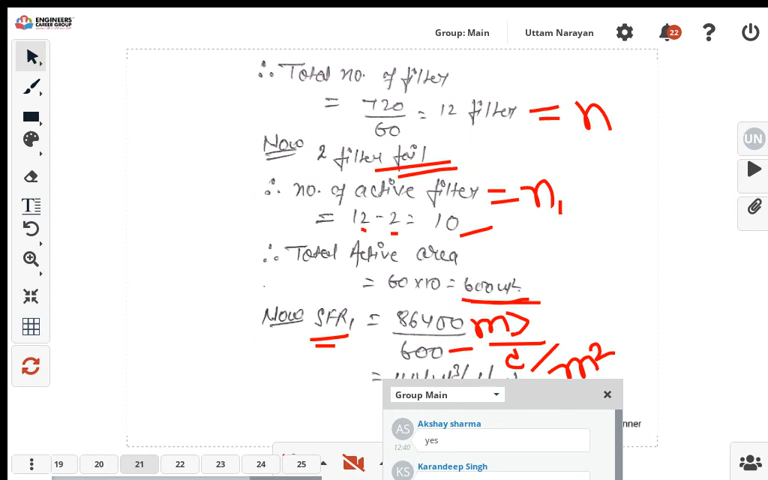 ENGINEERS
CAREER GROUP
Group: Main
Uttam Narayan
22
?
∴ Total no. of filter
= 720/60 = 12 filter = n
Now 2 filter fail
∴ no. of active filter = n1
= 12 - 2 = 10
∴ Total Active area
= 60 x 10 = 600 m²
Now SFR1 = 86400/600 m3/d/m²
UN
T
Group Main
AS
Akshay sharma
12:40
yes
KS
Karandeep Singh
nner
19 20 21 22 23 24 25